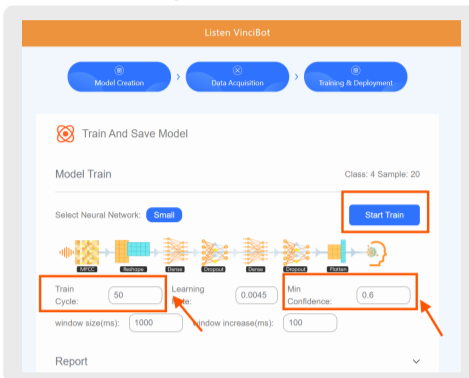 Listen VinciBot
Model Creation > Data Acquisition > Training & Deployment
Train And Save Model
Model Train Class: 4 Sample: 20
Select Neural Network: Small Start Train
MFCC Reshape Dense Dropout Dense Dropout Flatten
Train Learning Min
Cycle: 50 0.0045 Confidence: 0.6
window size(ms): 1000 window increase(ms): 100
Report